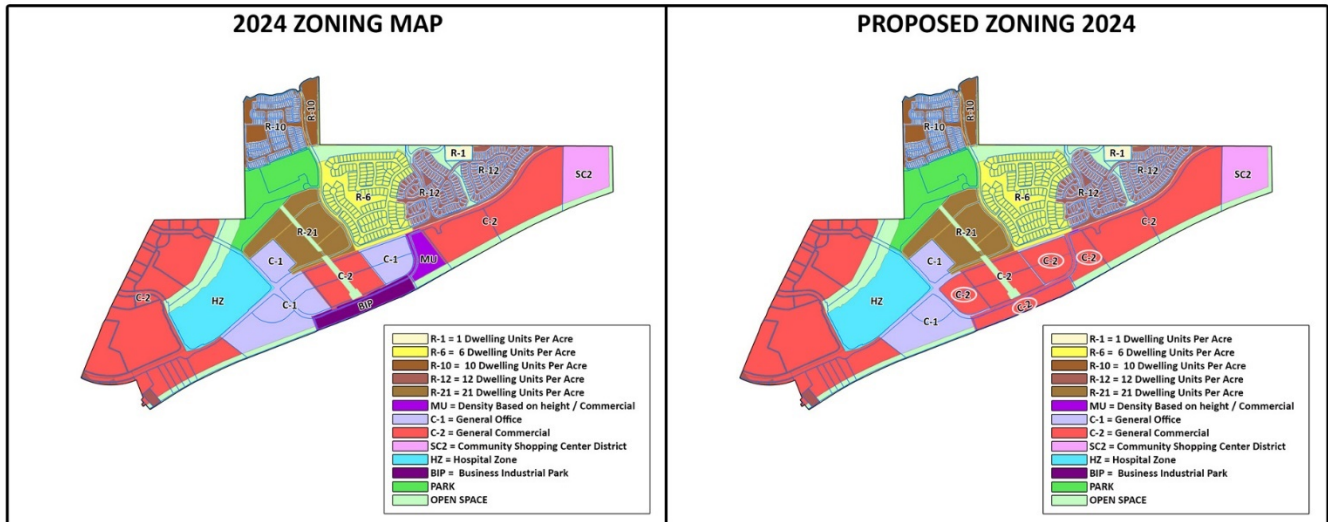 2024 ZONING MAP
R-10
R-10
R-1
R-12
R-12
SC2
R-6
C-2
R-21
C-1
C-1
MU
C-2
C-2
HZ
C-1
BIP
R-1 = 1 Dwelling Units Per Acre
R-6 = 6 Dwelling Units Per Acre
R-10 = 10 Dwelling Units Per Acre
R-12 = 12 Dwelling Units Per Acre
R-21 = 21 Dwelling Units Per Acre
MU = Density Based on height / Commercial
C-1 = General Office
C-2 = General Commercial
SC2 = Community Shopping Center District
HZ = Hospital Zone
BIP = Business Industrial Park
PARK
OPEN SPACE
PROPOSED ZONING 2024
R-10
R-10
R-1
R-12
R-12
SC2
R-6
C-2
R-21
C-1
C-2
C-2
C-2
C-2
C-2
HZ
C-2
C-1
R-1 = 1 Dwelling Units Per Acre
R-6 = 6 Dwelling Units Per Acre
R-10 = 10 Dwelling Units Per Acre
R-12 = 12 Dwelling Units Per Acre
R-21 = 21 Dwelling Units Per Acre
MU = Density Based on height / Commercial
C-1 = General Office
C-2 = General Commercial
SC2 = Community Shopping Center District
HZ = Hospital Zone
BIP = Business Industrial Park
PARK
OPEN SPACE